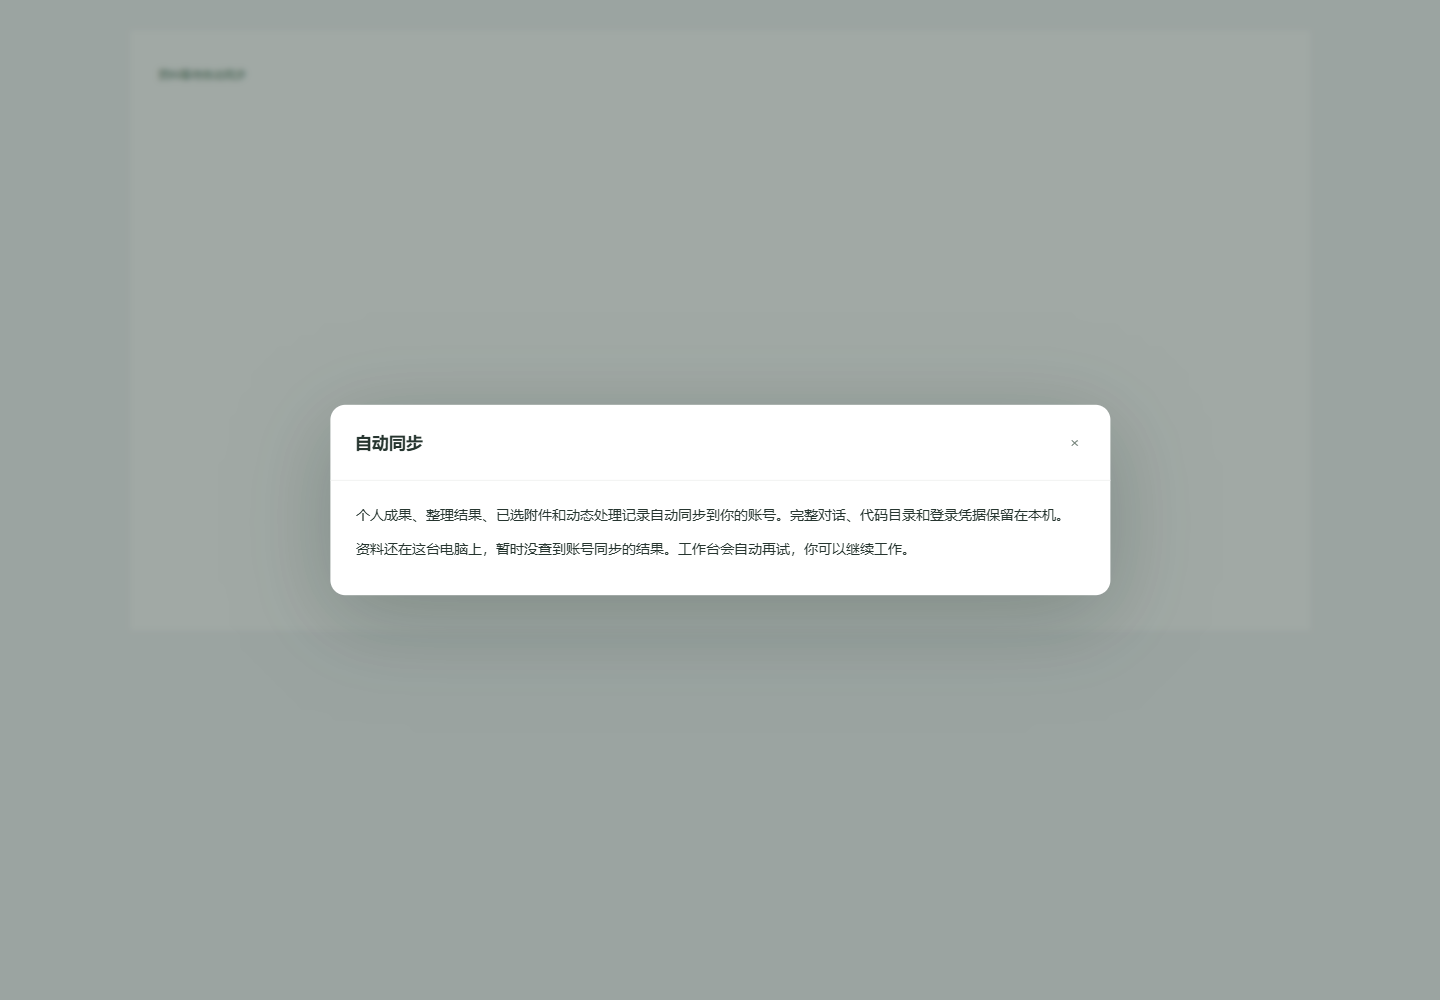 自动同步
×
个人成果、整理结果、已选附件和动态处理记录自动同步到你的账号。完整对话、代码目录和登录凭据保留在本机。
资料还在这台电脑上，暂时没查到账号同步的结果。工作台会自动再试，你可以继续工作。